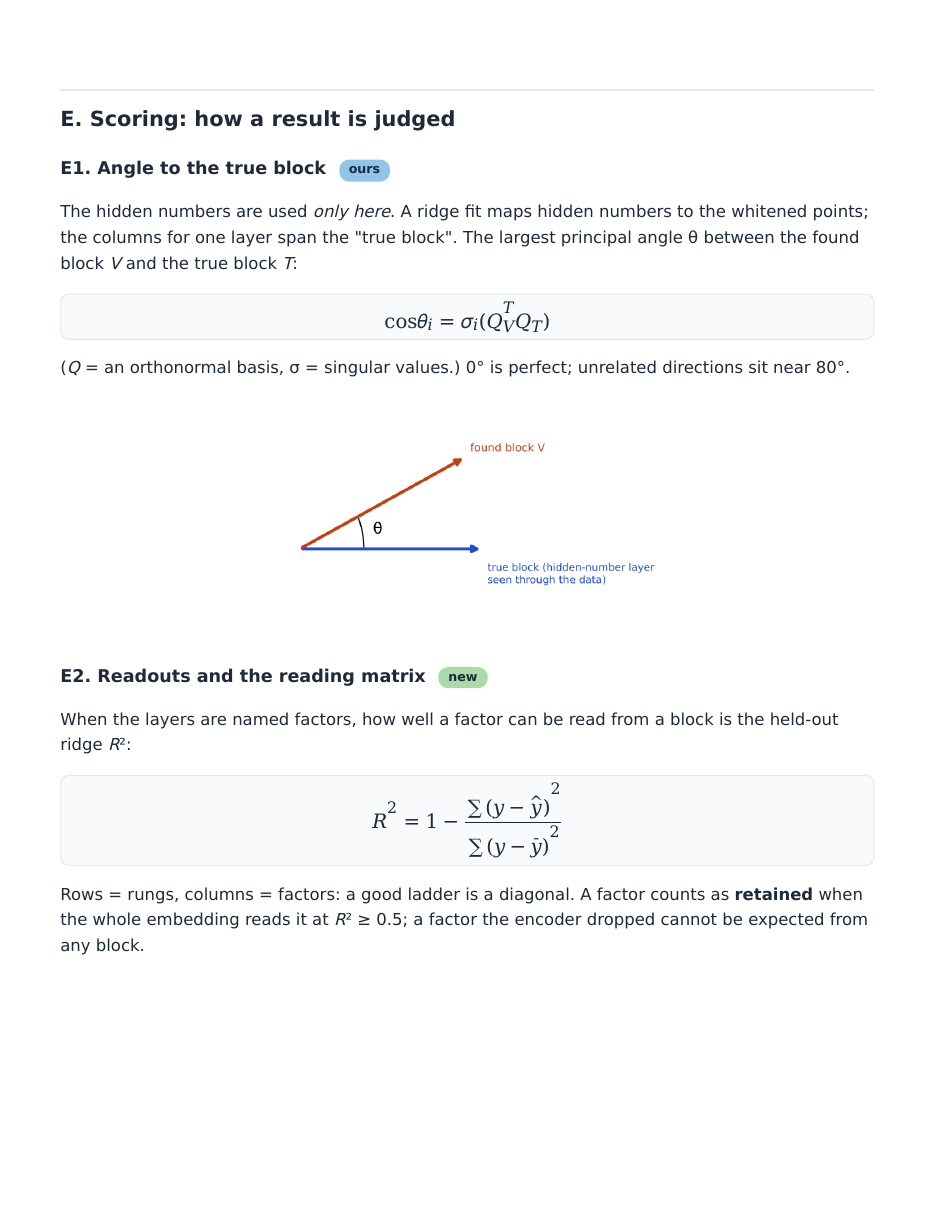 E. Scoring: how a result is judged
E1. Angle to the true block ours
The hidden numbers are used only here. A ridge fit maps hidden numbers to the whitened points;
the columns for one layer span the "true block". The largest principal angle θ between the found
block V and the true block T:
cosθᵢ = σᵢ(Q_V^T Q_T)
(Q = an orthonormal basis, σ = singular values.) 0° is perfect; unrelated directions sit near 80°.
found block V
θ
true block (hidden-number layer
seen through the data)
E2. Readouts and the reading matrix new
When the layers are named factors, how well a factor can be read from a block is the held-out
ridge R²:
R² = 1 − ∑(y − ŷ)² / ∑(y − ȳ)²
Rows = rungs, columns = factors: a good ladder is a diagonal. A factor counts as retained when
the whole embedding reads it at R² ≥ 0.5; a factor the encoder dropped cannot be expected from
any block.